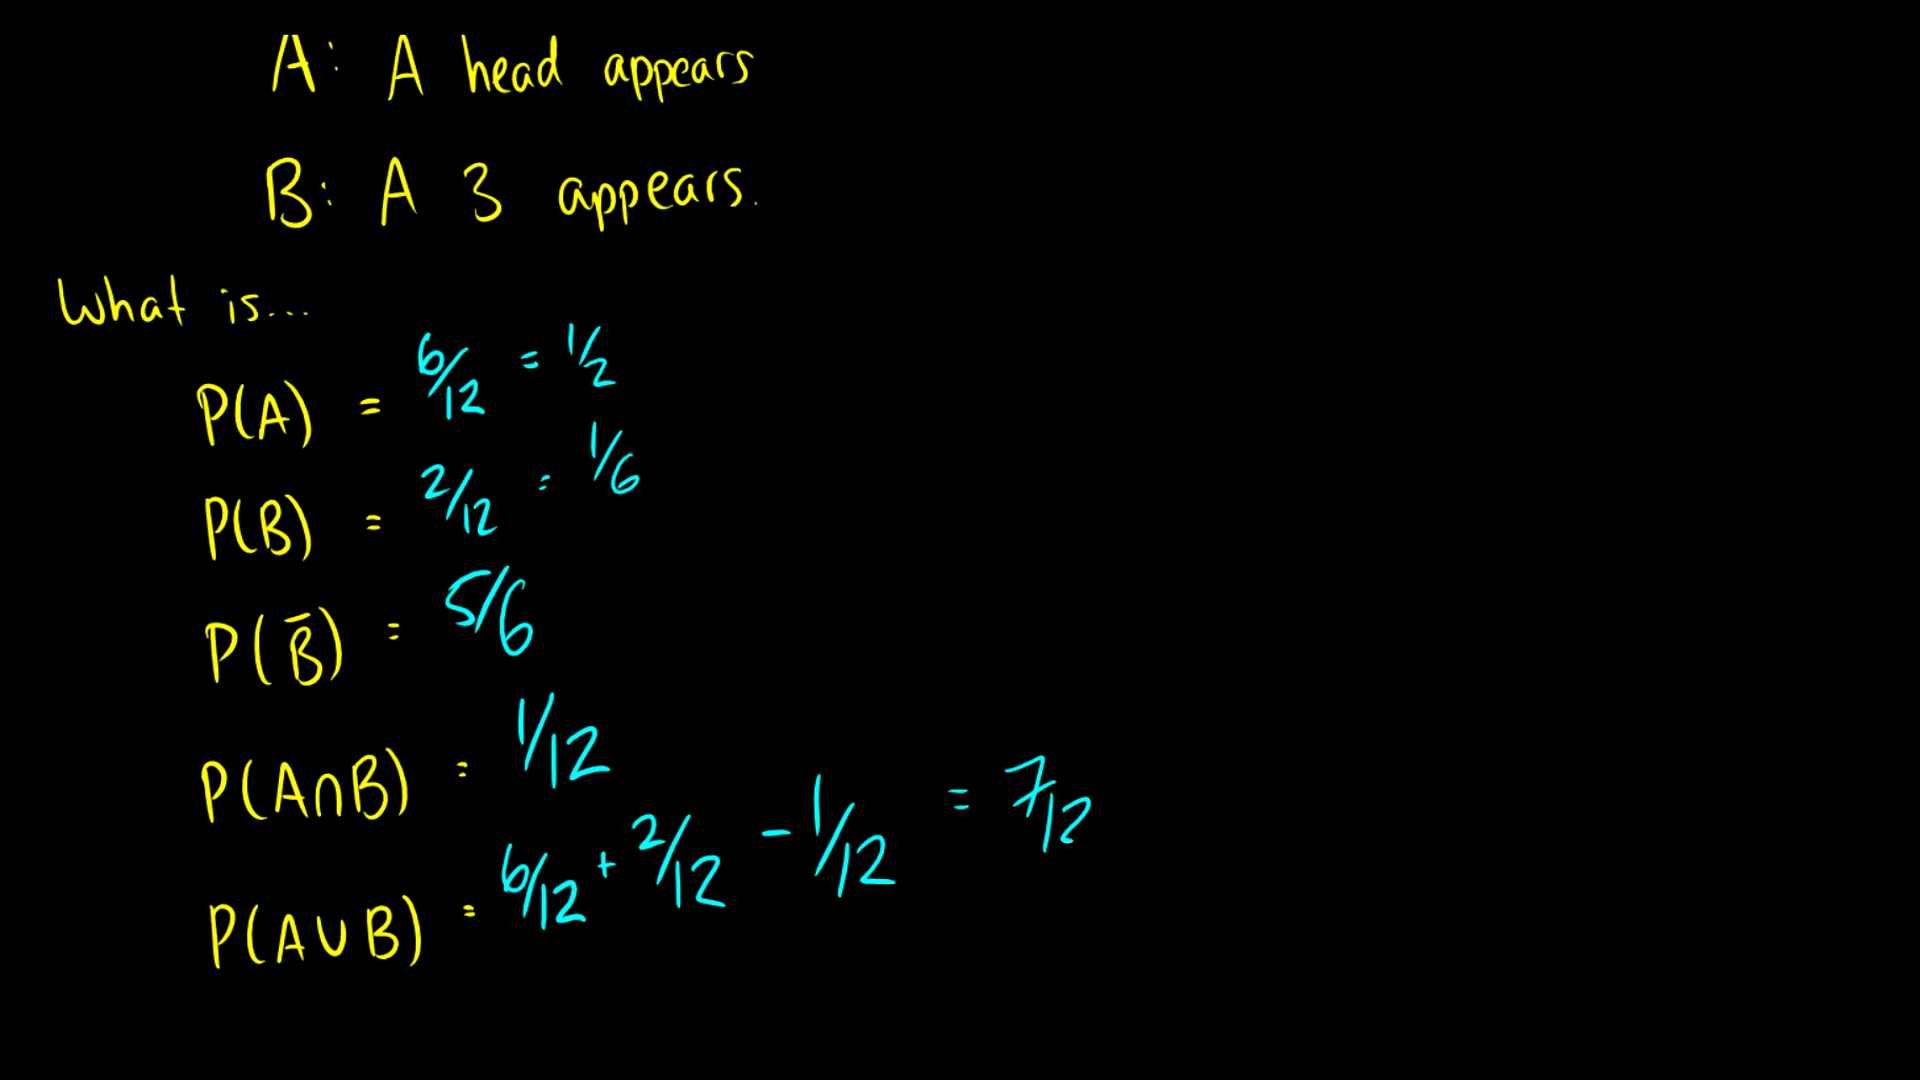 A: A head appears
B: A 3 appears.
What is...
P(A) = 6/12 = 1/2
P(B) = 2/12 = 1/6
P(B̄) = 5/6
P(A∩B) = 1/12
P(A∪B) = 6/12 + 2/12 - 1/12 = 7/12